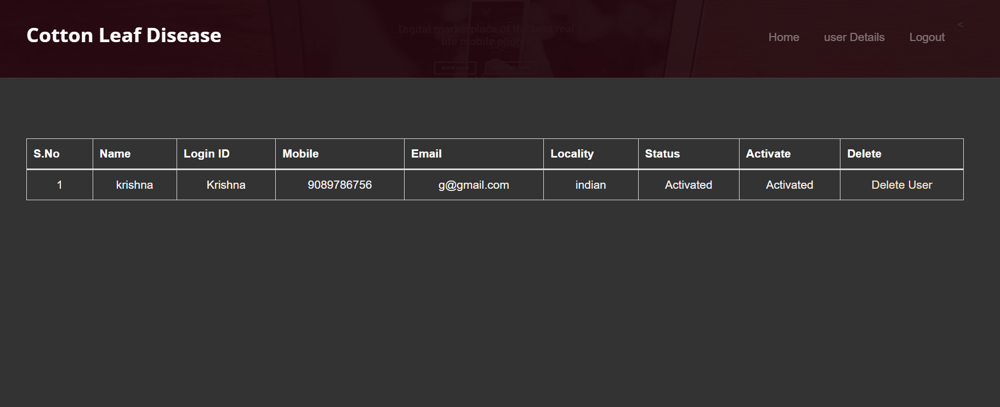 Cotton Leaf Disease
Digital marketplace of the best real
life mobile photos
Home user Details Logout <
S.No Name Login ID Mobile Email Locality Status Activate Delete
1 krishna Krishna 9089786756 g@gmail.com indian Activated Activated Delete User